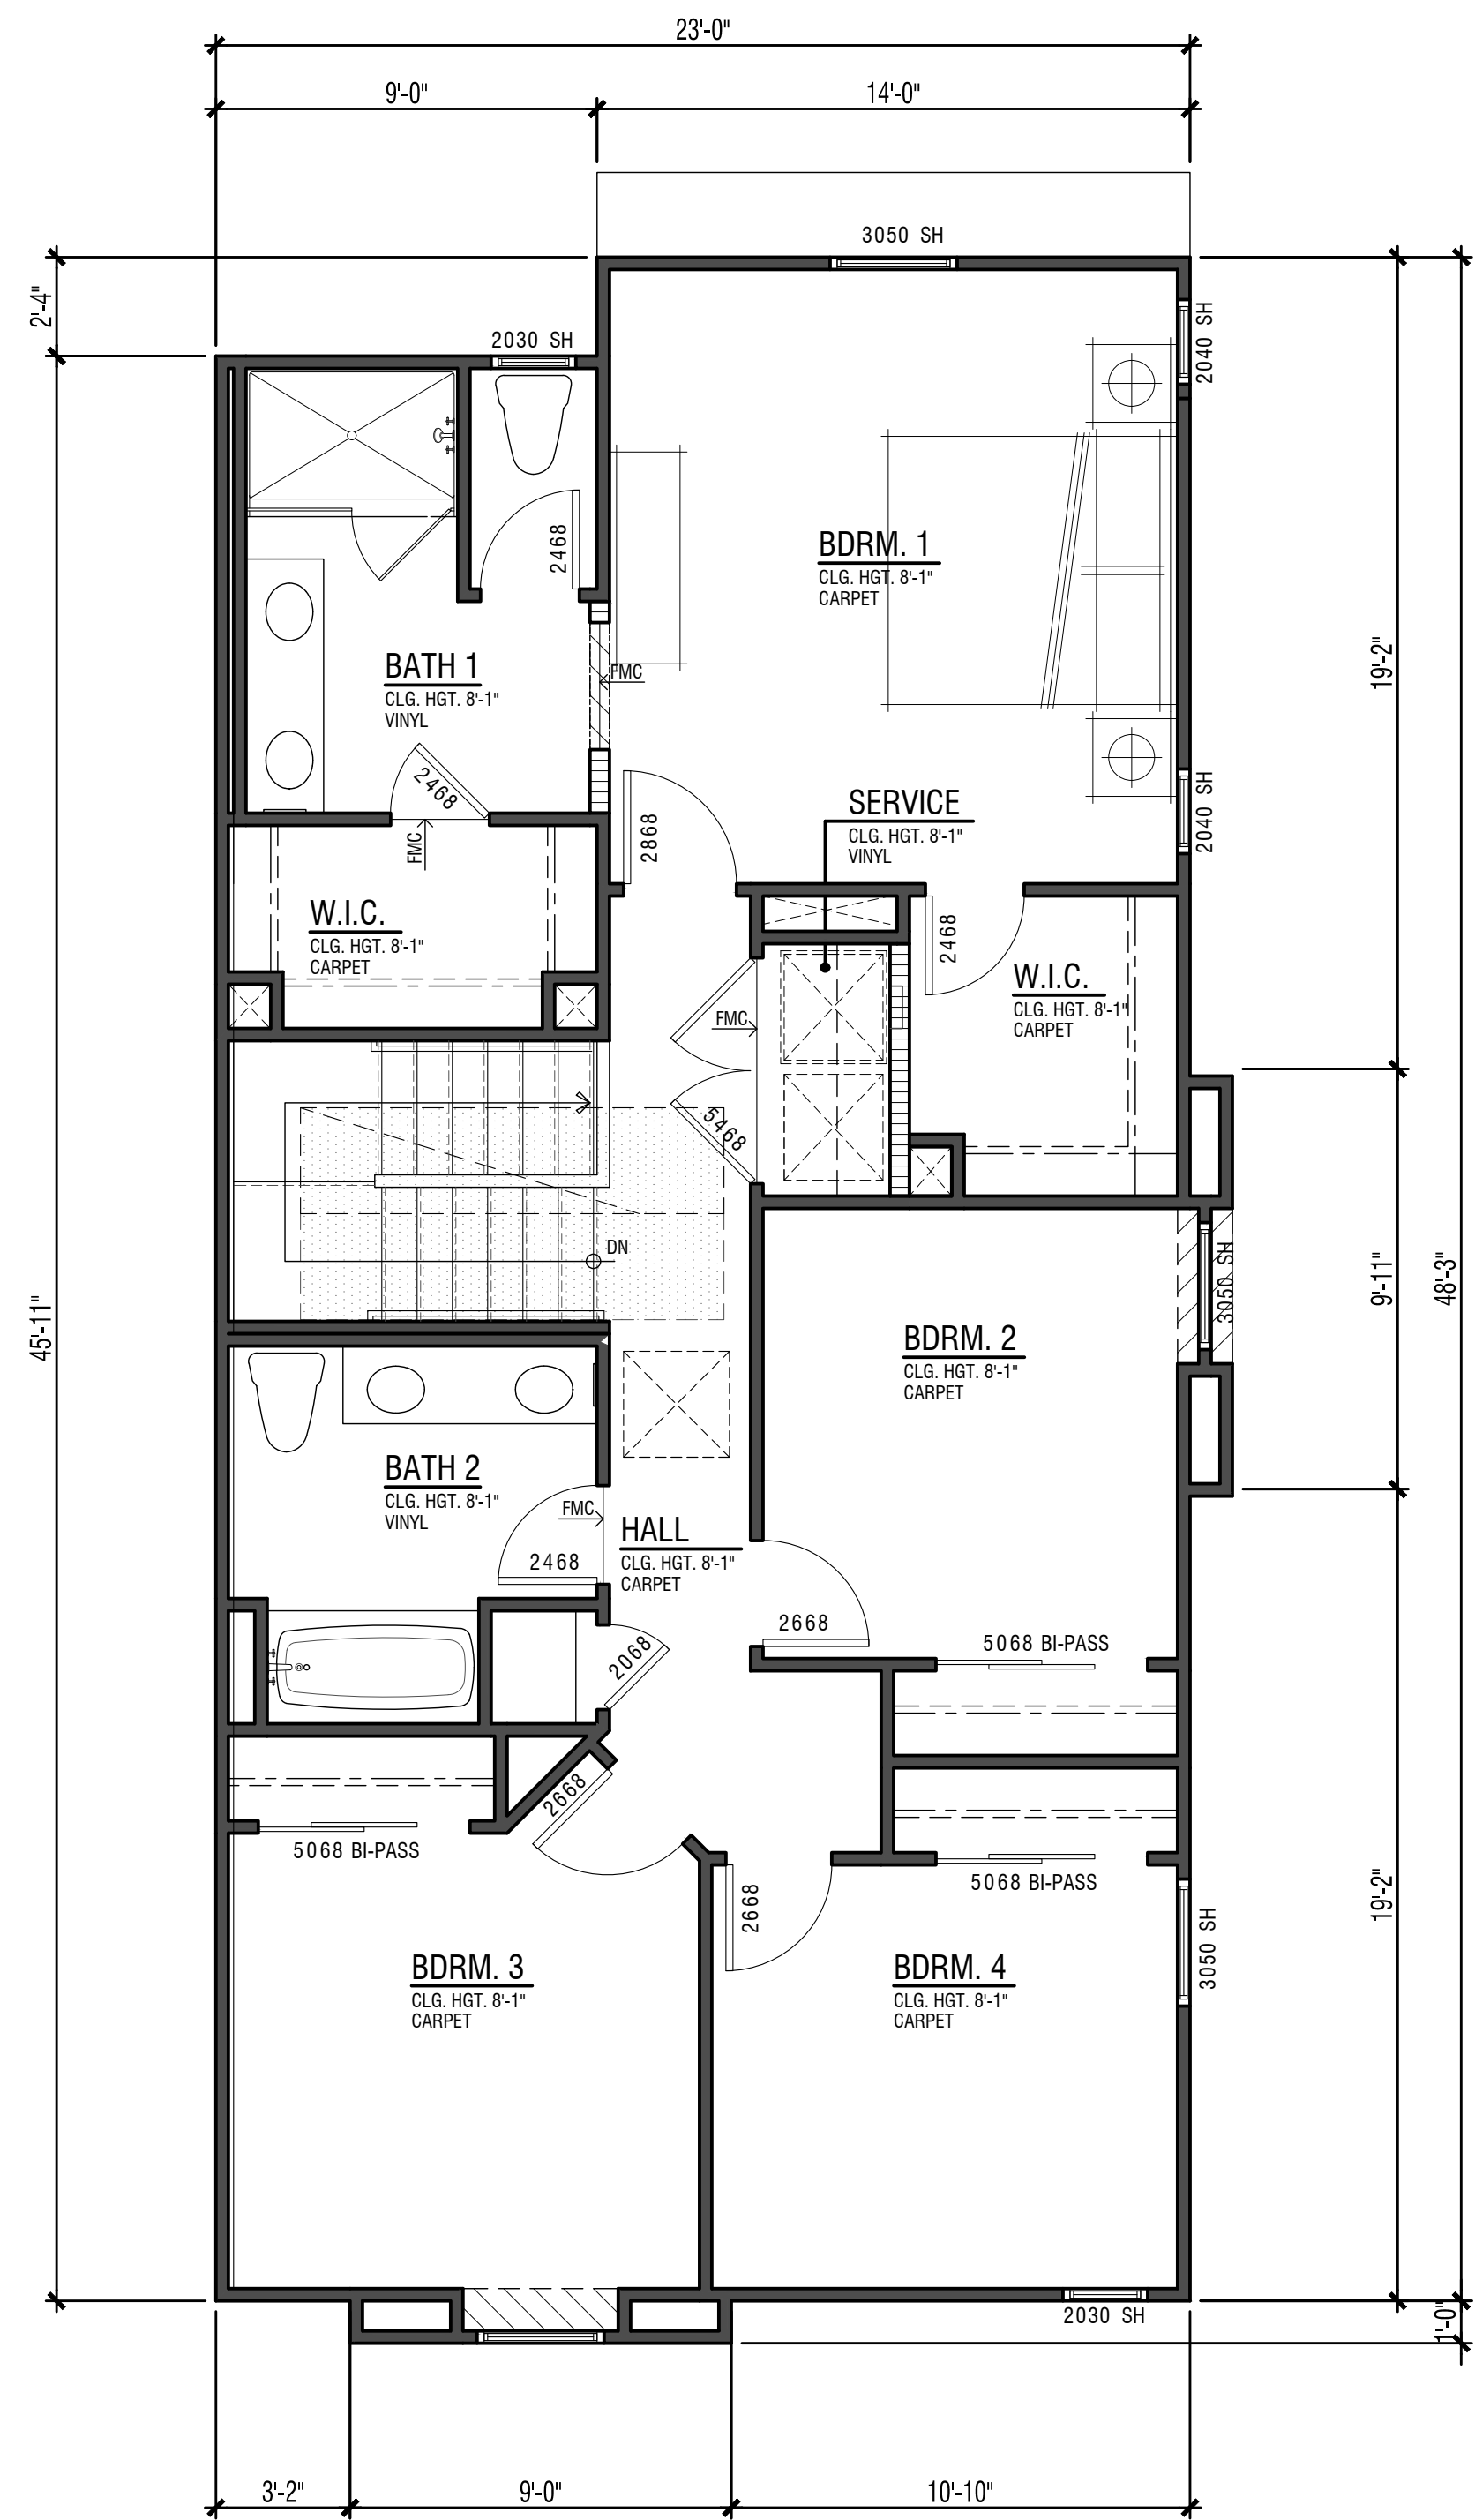 23'-0"
9'-0"
14'-0"
3050 SH
2'-4"
2030 SH
2040 SH
2468
BDRM. 1
CLG. HGT. 8'-1"
CARPET
BATH 1
CLG. HGT. 8'-1"
VINYL
FMC
19'-2"
2468
FMC
2868
SERVICE
CLG. HGT. 8'-1"
VINYL
2040 SH
W.I.C.
CLG. HGT. 8'-1"
CARPET
2468
W.I.C.
CLG. HGT. 8'-1"
CARPET
FMC
5468
DN
3050 SH
9'-11"
48'-3"
45'-11"
BDRM. 2
CLG. HGT. 8'-1"
CARPET
BATH 2
CLG. HGT. 8'-1"
VINYL
FMC
2468
HALL
CLG. HGT. 8'-1"
CARPET
2668
5068 BI-PASS
2068
2668
5068 BI-PASS
5068 BI-PASS
2668
19'-2"
3050 SH
BDRM. 3
CLG. HGT. 8'-1"
CARPET
BDRM. 4
CLG. HGT. 8'-1"
CARPET
2030 SH
1'-0"
3'-2"
9'-0"
10'-10"